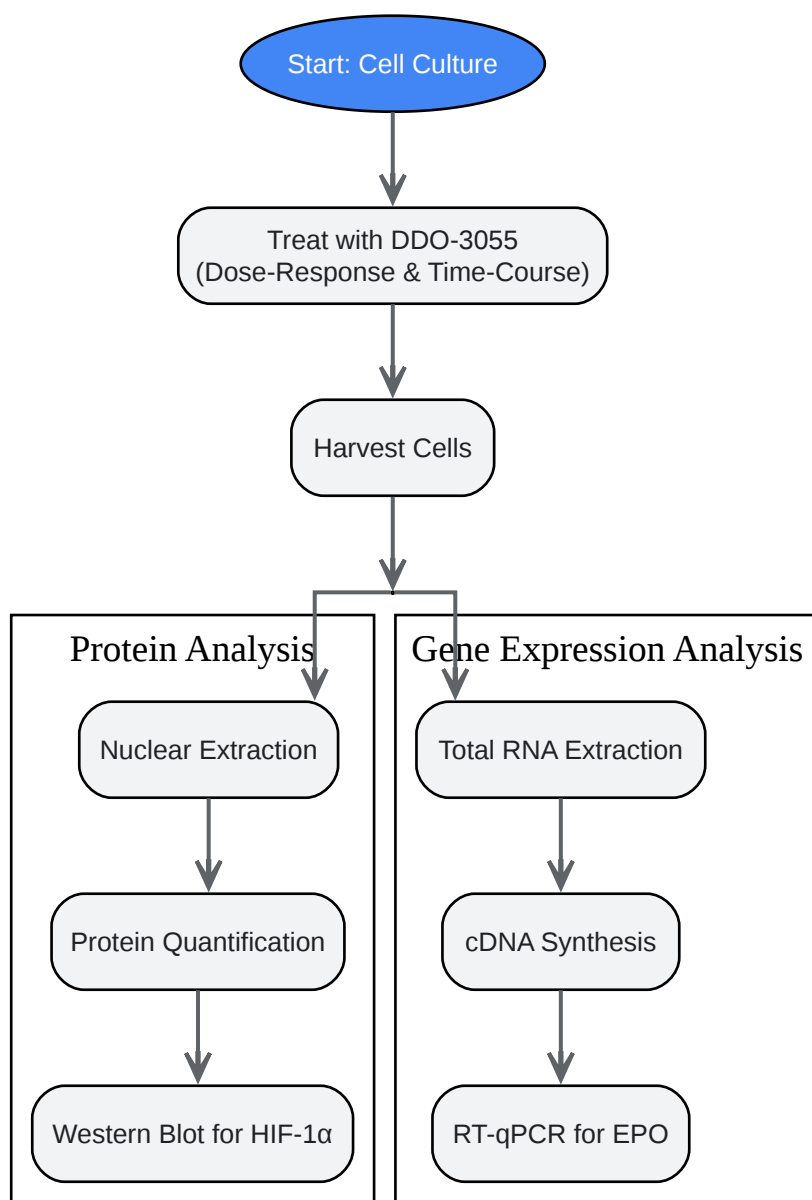 Start: Cell Culture
Treat with DDO-3055
(Dose-Response & Time-Course)
Harvest Cells
Protein Analysis
Nuclear Extraction
Protein Quantification
Western Blot for HIF-1α
Gene Expression Analysis
Total RNA Extraction
cDNA Synthesis
RT-qPCR for EPO